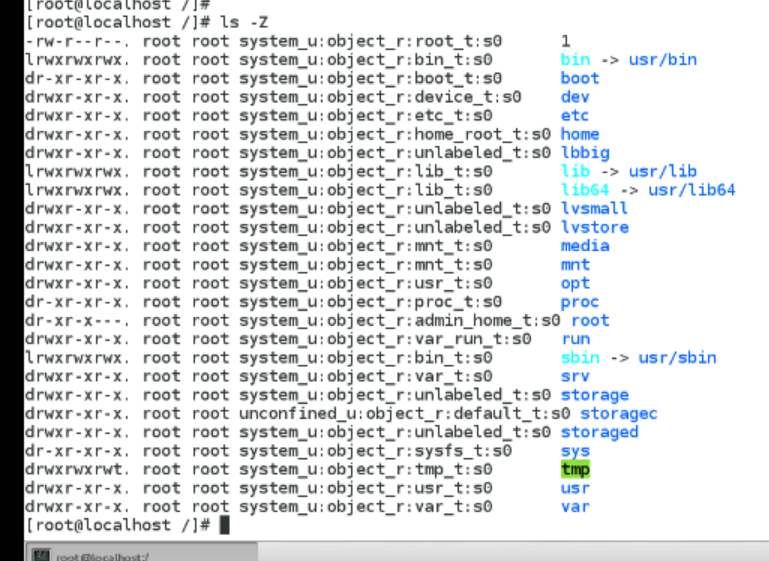 [root@localhost /]#
[root@localhost /]# ls -Z
-rw-r--r--. root root system_u:object_r:root_t:s0      1
lrwxrwxrwx. root root system_u:object_r:bin_t:s0       bin -> usr/bin
dr-xr-xr-x. root root system_u:object_r:boot_t:s0      boot
drwxr-xr-x. root root system_u:object_r:device_t:s0    dev
drwxr-xr-x. root root system_u:object_r:etc_t:s0       etc
drwxr-xr-x. root root system_u:object_r:home_root_t:s0 home
drwxr-xr-x. root root system_u:object_r:unlabeled_t:s0 lbbig
lrwxrwxrwx. root root system_u:object_r:lib_t:s0       lib -> usr/lib
lrwxrwxrwx. root root system_u:object_r:lib_t:s0       lib64 -> usr/lib64
drwxr-xr-x. root root system_u:object_r:unlabeled_t:s0 lvsmall
drwxr-xr-x. root root system_u:object_r:unlabeled_t:s0 lvstore
drwxr-xr-x. root root system_u:object_r:mnt_t:s0       media
drwxr-xr-x. root root system_u:object_r:mnt_t:s0       mnt
drwxr-xr-x. root root system_u:object_r:usr_t:s0       opt
dr-xr-xr-x. root root system_u:object_r:proc_t:s0      proc
dr-xr-x---. root root system_u:object_r:admin_home_t:s0 root
drwxr-xr-x. root root system_u:object_r:var_run_t:s0   run
lrwxrwxrwx. root root system_u:object_r:bin_t:s0       sbin -> usr/sbin
drwxr-xr-x. root root system_u:object_r:var_t:s0       srv
drwxr-xr-x. root root system_u:object_r:unlabeled_t:s0 storage
drwxr-xr-x. root root unconfined_u:object_r:default_t:s0 storagec
drwxr-xr-x. root root system_u:object_r:unlabeled_t:s0 storaged
dr-xr-xr-x. root root system_u:object_r:sysfs_t:s0     sys
drwxrwxrwt. root root system_u:object_r:tmp_t:s0       tmp
drwxr-xr-x. root root system_u:object_r:usr_t:s0       usr
drwxr-xr-x. root root system_u:object_r:var_t:s0       var
[root@localhost /]#
root@localhost:/